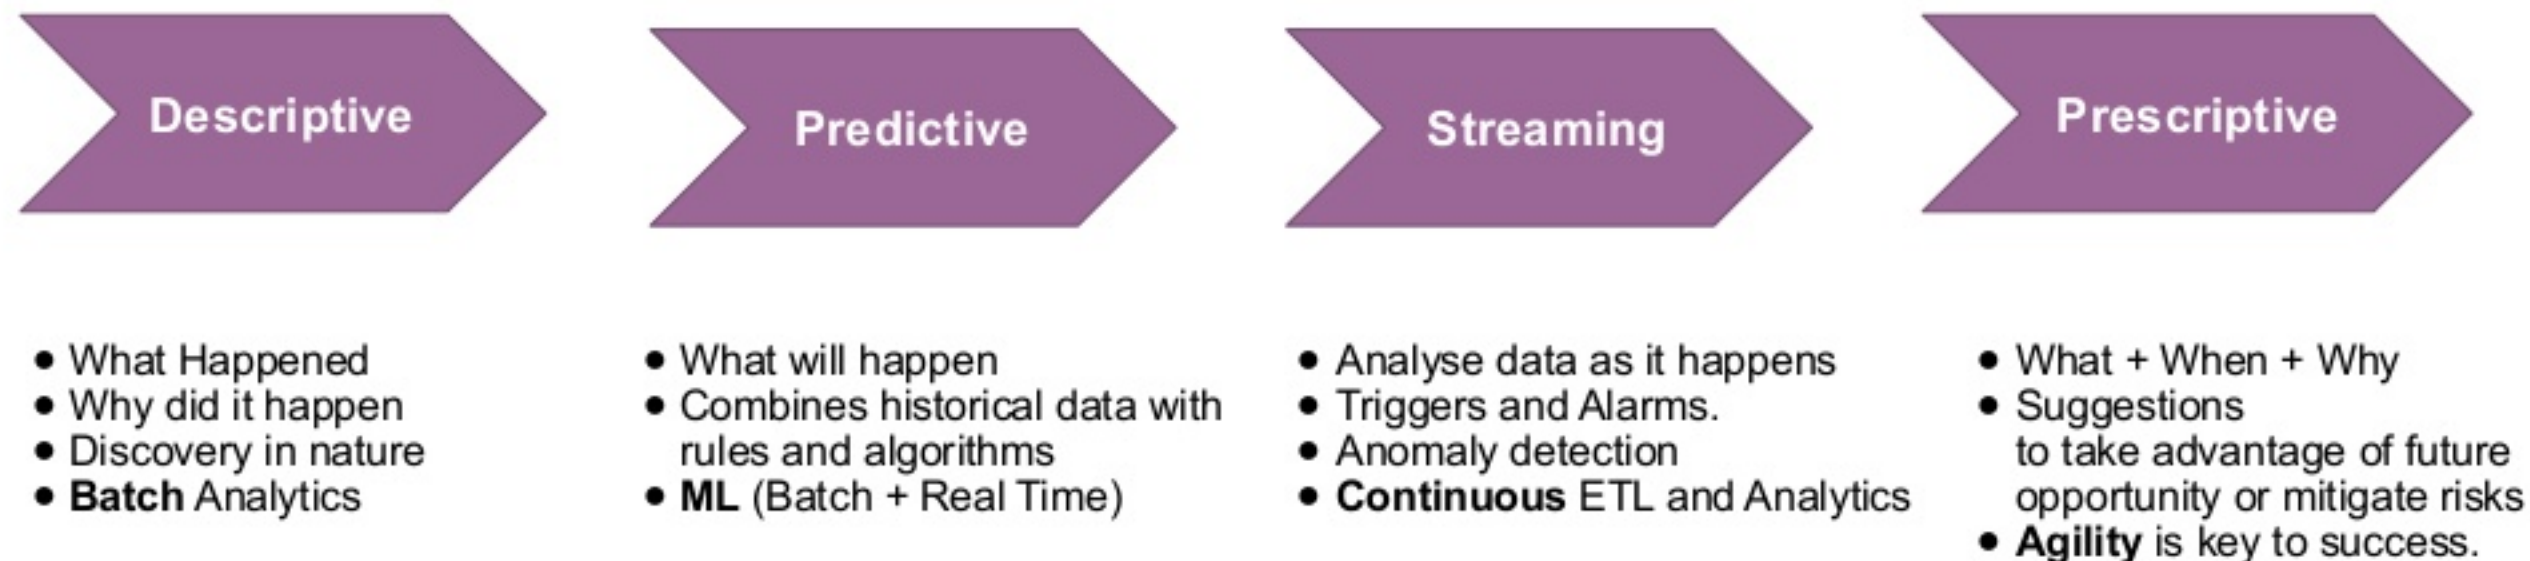 Descriptive
● What Happened
● Why did it happen
● Discovery in nature
● Batch Analytics
Predictive
● What will happen
● Combines historical data with
rules and algorithms
● ML (Batch + Real Time)
Streaming
● Analyse data as it happens
● Triggers and Alarms.
● Anomaly detection
● Continuous ETL and Analytics
Prescriptive
● What + When + Why
● Suggestions
to take advantage of future
opportunity or mitigate risks
● Agility is key to success.